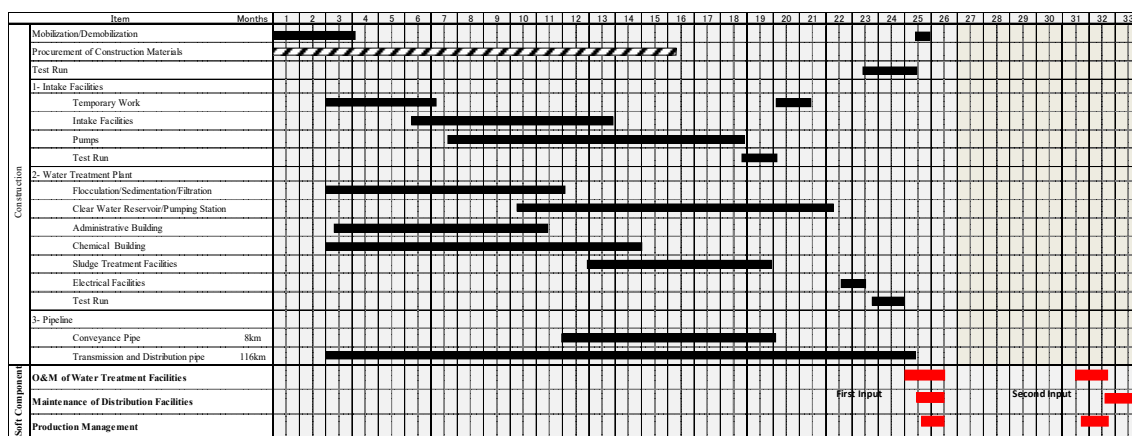 Item Months 1 2 3 4 5 6 7 8 9 10 11 12 13 14 15 16 17 18 19 20 21 22 23 24 25 26 27 28 29 30 31 32 33
Construction
Mobilization/Demobilization
Procurement of Construction Materials
Test Run
1- Intake Facilities
Temporary Work
Intake Facilities
Pumps
Test Run
2- Water Treatment Plant
Flocculation/Sedimentation/Filtration
Clear Water Reservoir/Pumping Station
Administrative Building
Chemical Building
Sludge Treatment Facilities
Electrical Facilities
Test Run
3- Pipeline
Conveyance Pipe 8km
Transmission and Distribution pipe 116km
Soft Component
O&M of Water Treatment Facilities
Maintenance of Distribution Facilities First Input Second Input
Production Management